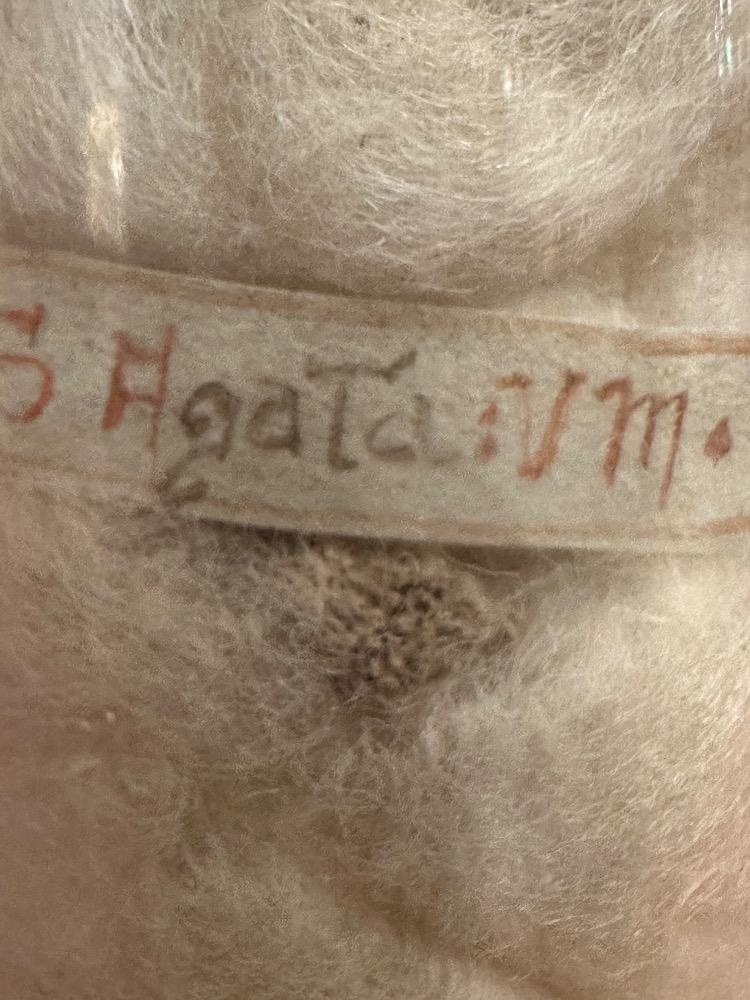 S Agata : V M .